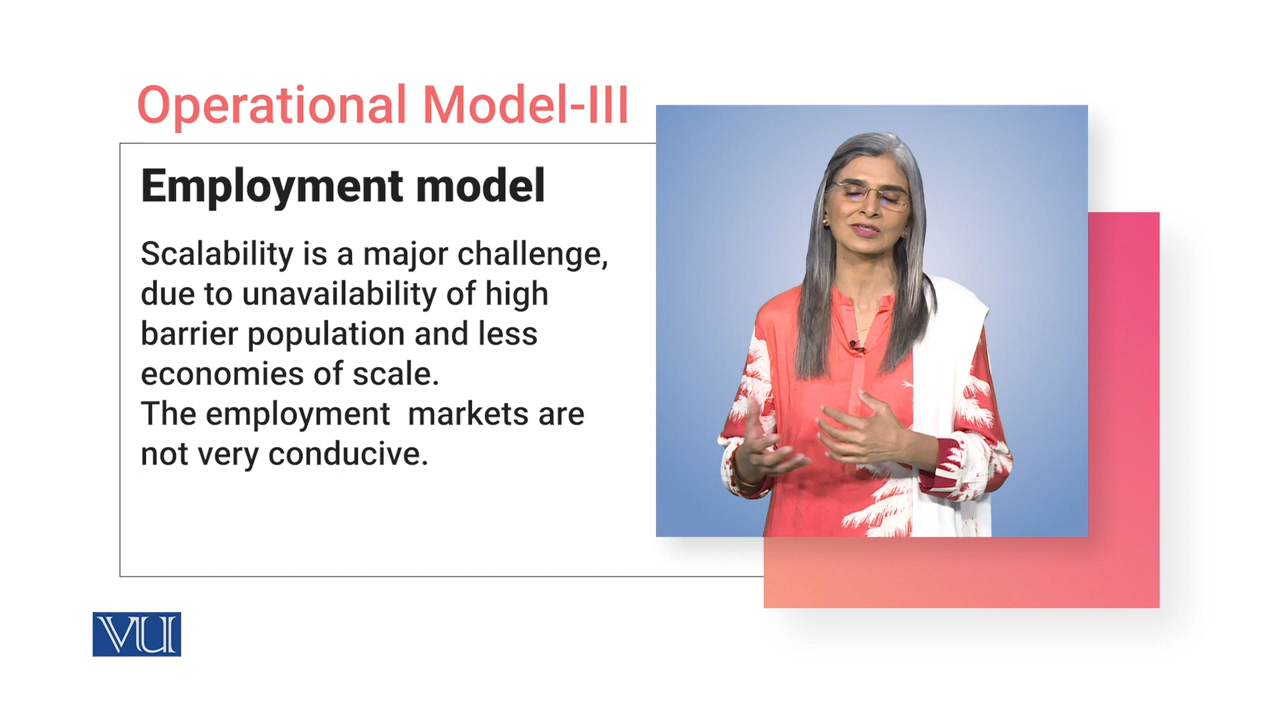 Operational Model-III
Employment model
Scalability is a major challenge,
due to unavailability of high
barrier population and less
economies of scale.
The employment  markets are
not very conducive.
VU